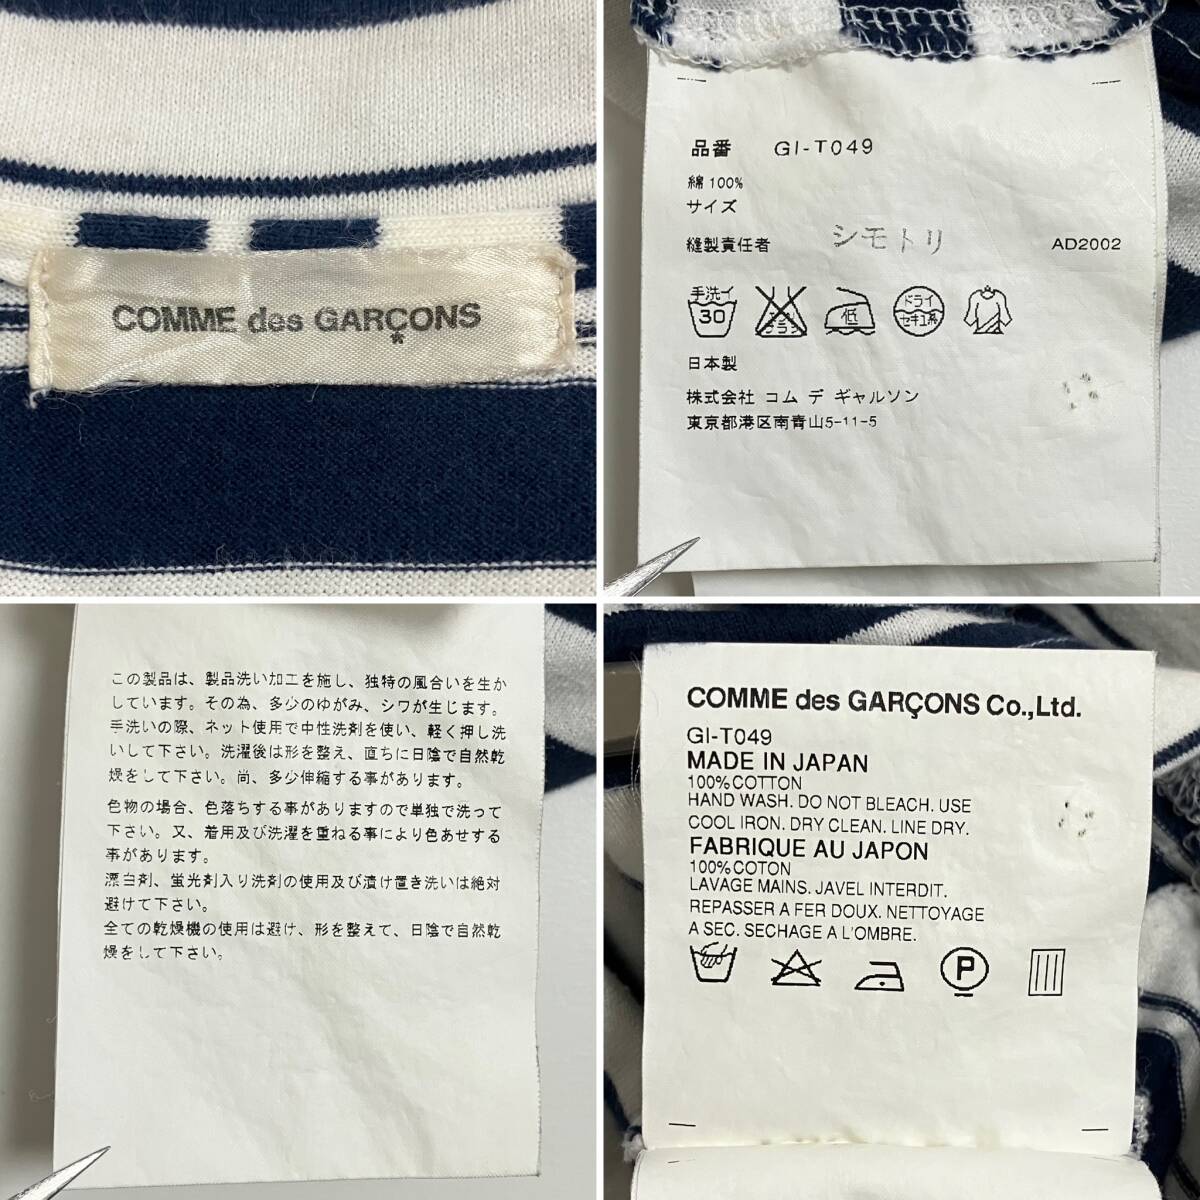 COMME des GARÇONS
品番 GI-T049
綿 100%
サイズ
縫製責任者 シモトリ AD2002
手洗イ
30
エンソ
サラシ
低
ドライ
セキユ系
日本製
株式会社 コム デ ギャルソン
東京都港区南青山5-11-5
この製品は、製品洗い加工を施し、独特の風合いを生か
しています。その為、多少のゆがみ、シワが生じます。
手洗いの際、ネット使用で中性洗剤を使い、軽く押し洗
いして下さい。洗濯後は形を整え、直ちに日陰で自然乾
燥をして下さい。尚、多少伸縮する事があります。
色物の場合、色落ちする事がありますので単独で洗って
下さい。又、着用及び洗濯を重ねる事により色あせする
事があります。
漂白剤、蛍光剤入り洗剤の使用及び漬け置き洗いは絶対
避けて下さい。
全ての乾燥機の使用は避け、形を整えて、日陰で自然乾
燥をして下さい。
COMME des GARÇONS Co.,Ltd.
GI-T049
MADE IN JAPAN
100% COTTON
HAND WASH. DO NOT BLEACH. USE
COOL IRON. DRY CLEAN. LINE DRY.
FABRIQUE AU JAPON
100% COTON
LAVAGE MAINS. JAVEL INTERDIT.
REPASSER A FER DOUX. NETTOYAGE
A SEC. SECHAGE A L'OMBRE.
P